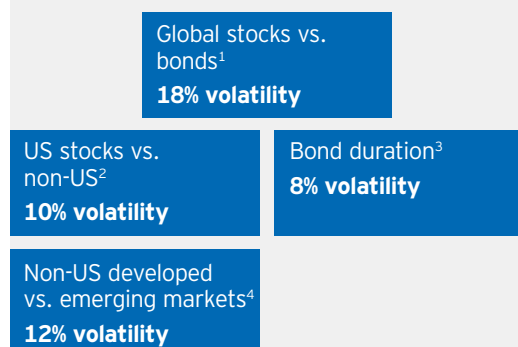 Global stocks vs.
bonds¹
18% volatility
US stocks vs.
non-US²
10% volatility
Bond duration³
8% volatility
Non-US developed
vs. emerging markets⁴
12% volatility